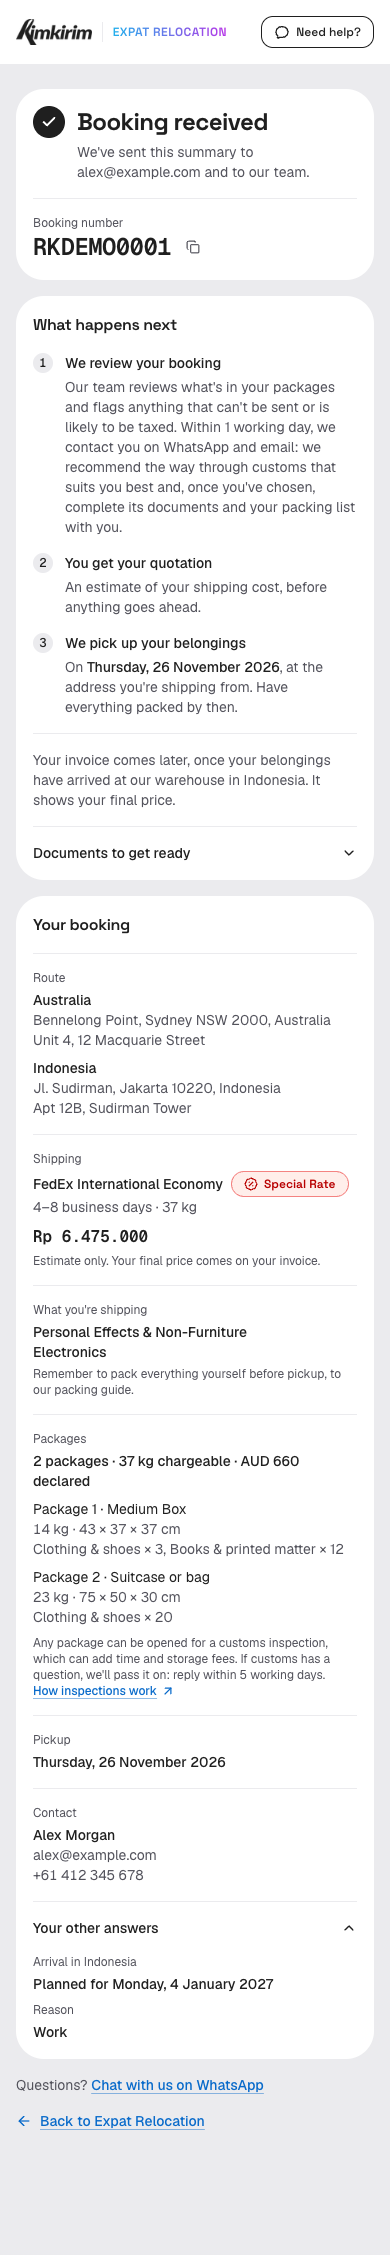 Kimkirim
EXPAT RELOCATION
Need help?
Booking received
We've sent this summary to
alex@example.com and to our team.
Booking number
RKDEMO0001
What happens next
1 We review your booking
Our team reviews what's in your packages
and flags anything that can't be sent or is
likely to be taxed. Within 1 working day, we
contact you on WhatsApp and email: we
recommend the way through customs that
suits you best and, once you've chosen,
complete its documents and your packing list
with you.
2 You get your quotation
An estimate of your shipping cost, before
anything goes ahead.
3 We pick up your belongings
On Thursday, 26 November 2026, at the
address you're shipping from. Have
everything packed by then.
Your invoice comes later, once your belongings
have arrived at our warehouse in Indonesia. It
shows your final price.
Documents to get ready
Your booking
Route
Australia
Bennelong Point, Sydney NSW 2000, Australia
Unit 4, 12 Macquarie Street
Indonesia
Jl. Sudirman, Jakarta 10220, Indonesia
Apt 12B, Sudirman Tower
Shipping
FedEx International Economy Special Rate
4–8 business days · 37 kg
Rp 6.475.000
Estimate only. Your final price comes on your invoice.
What you're shipping
Personal Effects & Non-Furniture
Electronics
Remember to pack everything yourself before pickup, to
our packing guide.
Packages
2 packages · 37 kg chargeable · AUD 660
declared
Package 1 · Medium Box
14 kg · 43 × 37 × 37 cm
Clothing & shoes × 3, Books & printed matter × 12
Package 2 · Suitcase or bag
23 kg · 75 × 50 × 30 cm
Clothing & shoes × 20
Any package can be opened for a customs inspection,
which can add time and storage fees. If customs has a
question, we'll pass it on: reply within 5 working days.
How inspections work
Pickup
Thursday, 26 November 2026
Contact
Alex Morgan
alex@example.com
+61 412 345 678
Your other answers
Arrival in Indonesia
Planned for Monday, 4 January 2027
Reason
Work
Questions? Chat with us on WhatsApp
Back to Expat Relocation